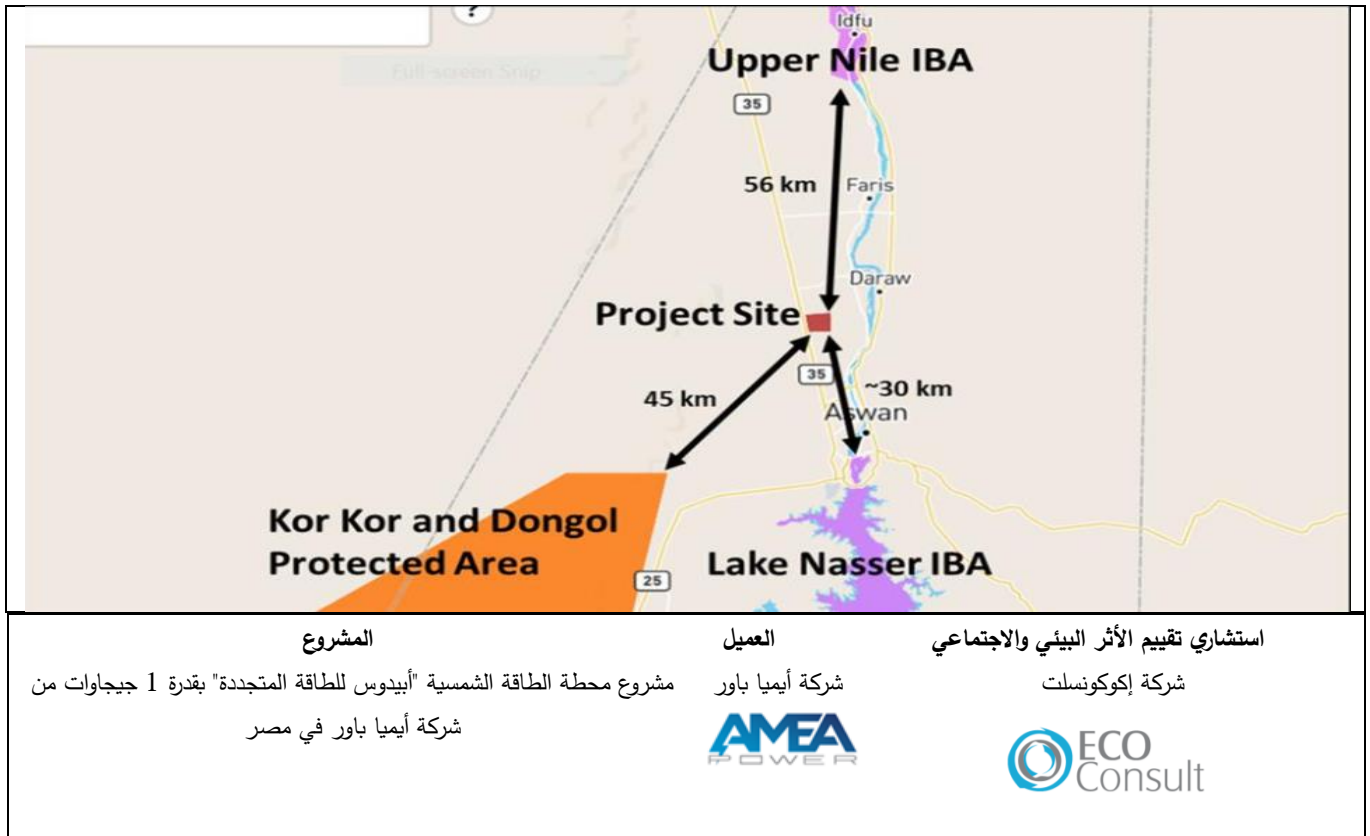 ?
Full-screen Snip
Idfu
Upper Nile IBA
35
56 km
Faris
Daraw
Project Site
35
45 km
~30 km
Aswan
Kor Kor and Dongol
Protected Area
25
Lake Nasser IBA
استشاري تقييم الأثر البيئي والاجتماعي
شركة إكوكونسلت
ECO
Consult
العميل
شركة أيميا باور
AMEA
POWER
المشروع
مشروع محطة الطاقة الشمسية "أبيدوس للطاقة المتجددة" بقدرة 1 جيجاوات من
شركة أيميا باور في مصر